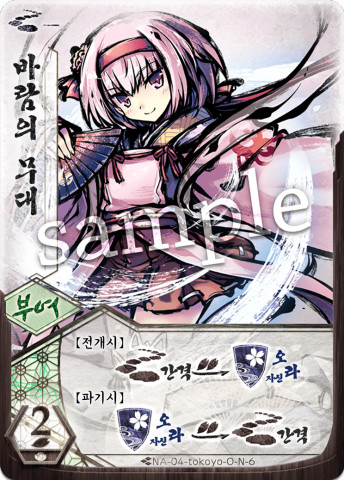 바람의 무대
sample
부여
【전개시】
간격 오라 자신
【파기시】
오라 자신 간격
2
NA-04-tokoyo-O-N-6